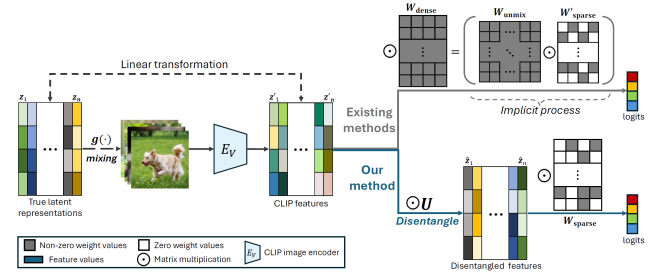 W_dense
W_unmix
W'_sparse
=
Linear transformation
z_1
z_n
z'_1
z'_n
g(·)
mixing
E_V
Existing
methods
Implicit process
logits
Our
method
True latent
representations
CLIP features
U
Disentangle
ẑ_1
ẑ_n
W_sparse
logits
Disentangled features
Non-zero weight values
Zero weight values
E_V
CLIP image encoder
Feature values
Matrix multiplication